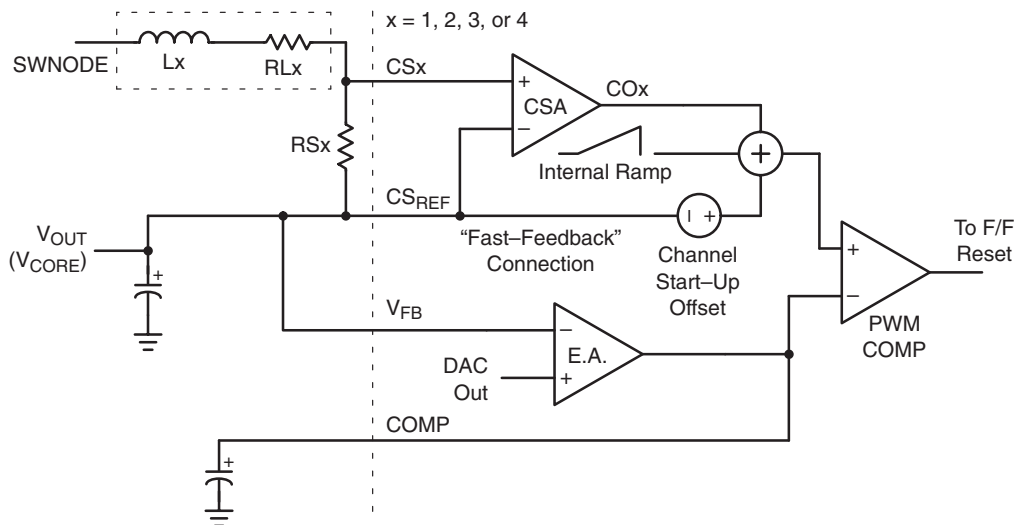 x = 1, 2, 3, or 4
SWNODE
Lx
RLx
CSx
+
CSA
−
COx
RSx
Internal Ramp
+
CSREF
+
VOUT
(VCORE)
+
“Fast–Feedback”
Connection
Channel
Start–Up
Offset
+
−
To F/F
Reset
PWM
COMP
VFB
−
E.A.
+
DAC
Out
COMP
+